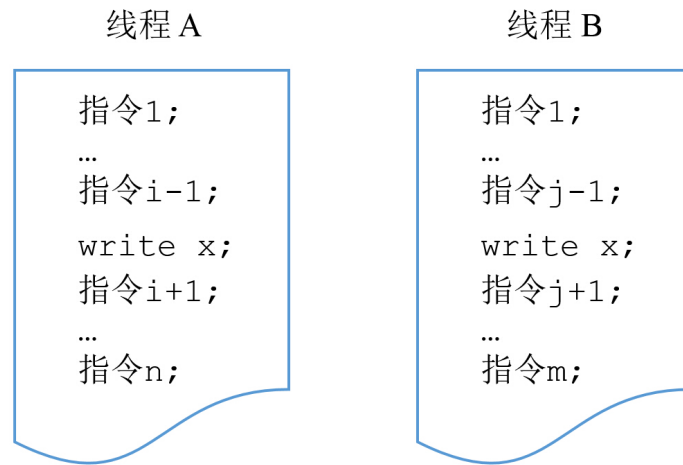 线程 A
指令1;
…
指令i-1;
write x;
指令i+1;
…
指令n;
线程 B
指令1;
…
指令j-1;
write x;
指令j+1;
…
指令m;